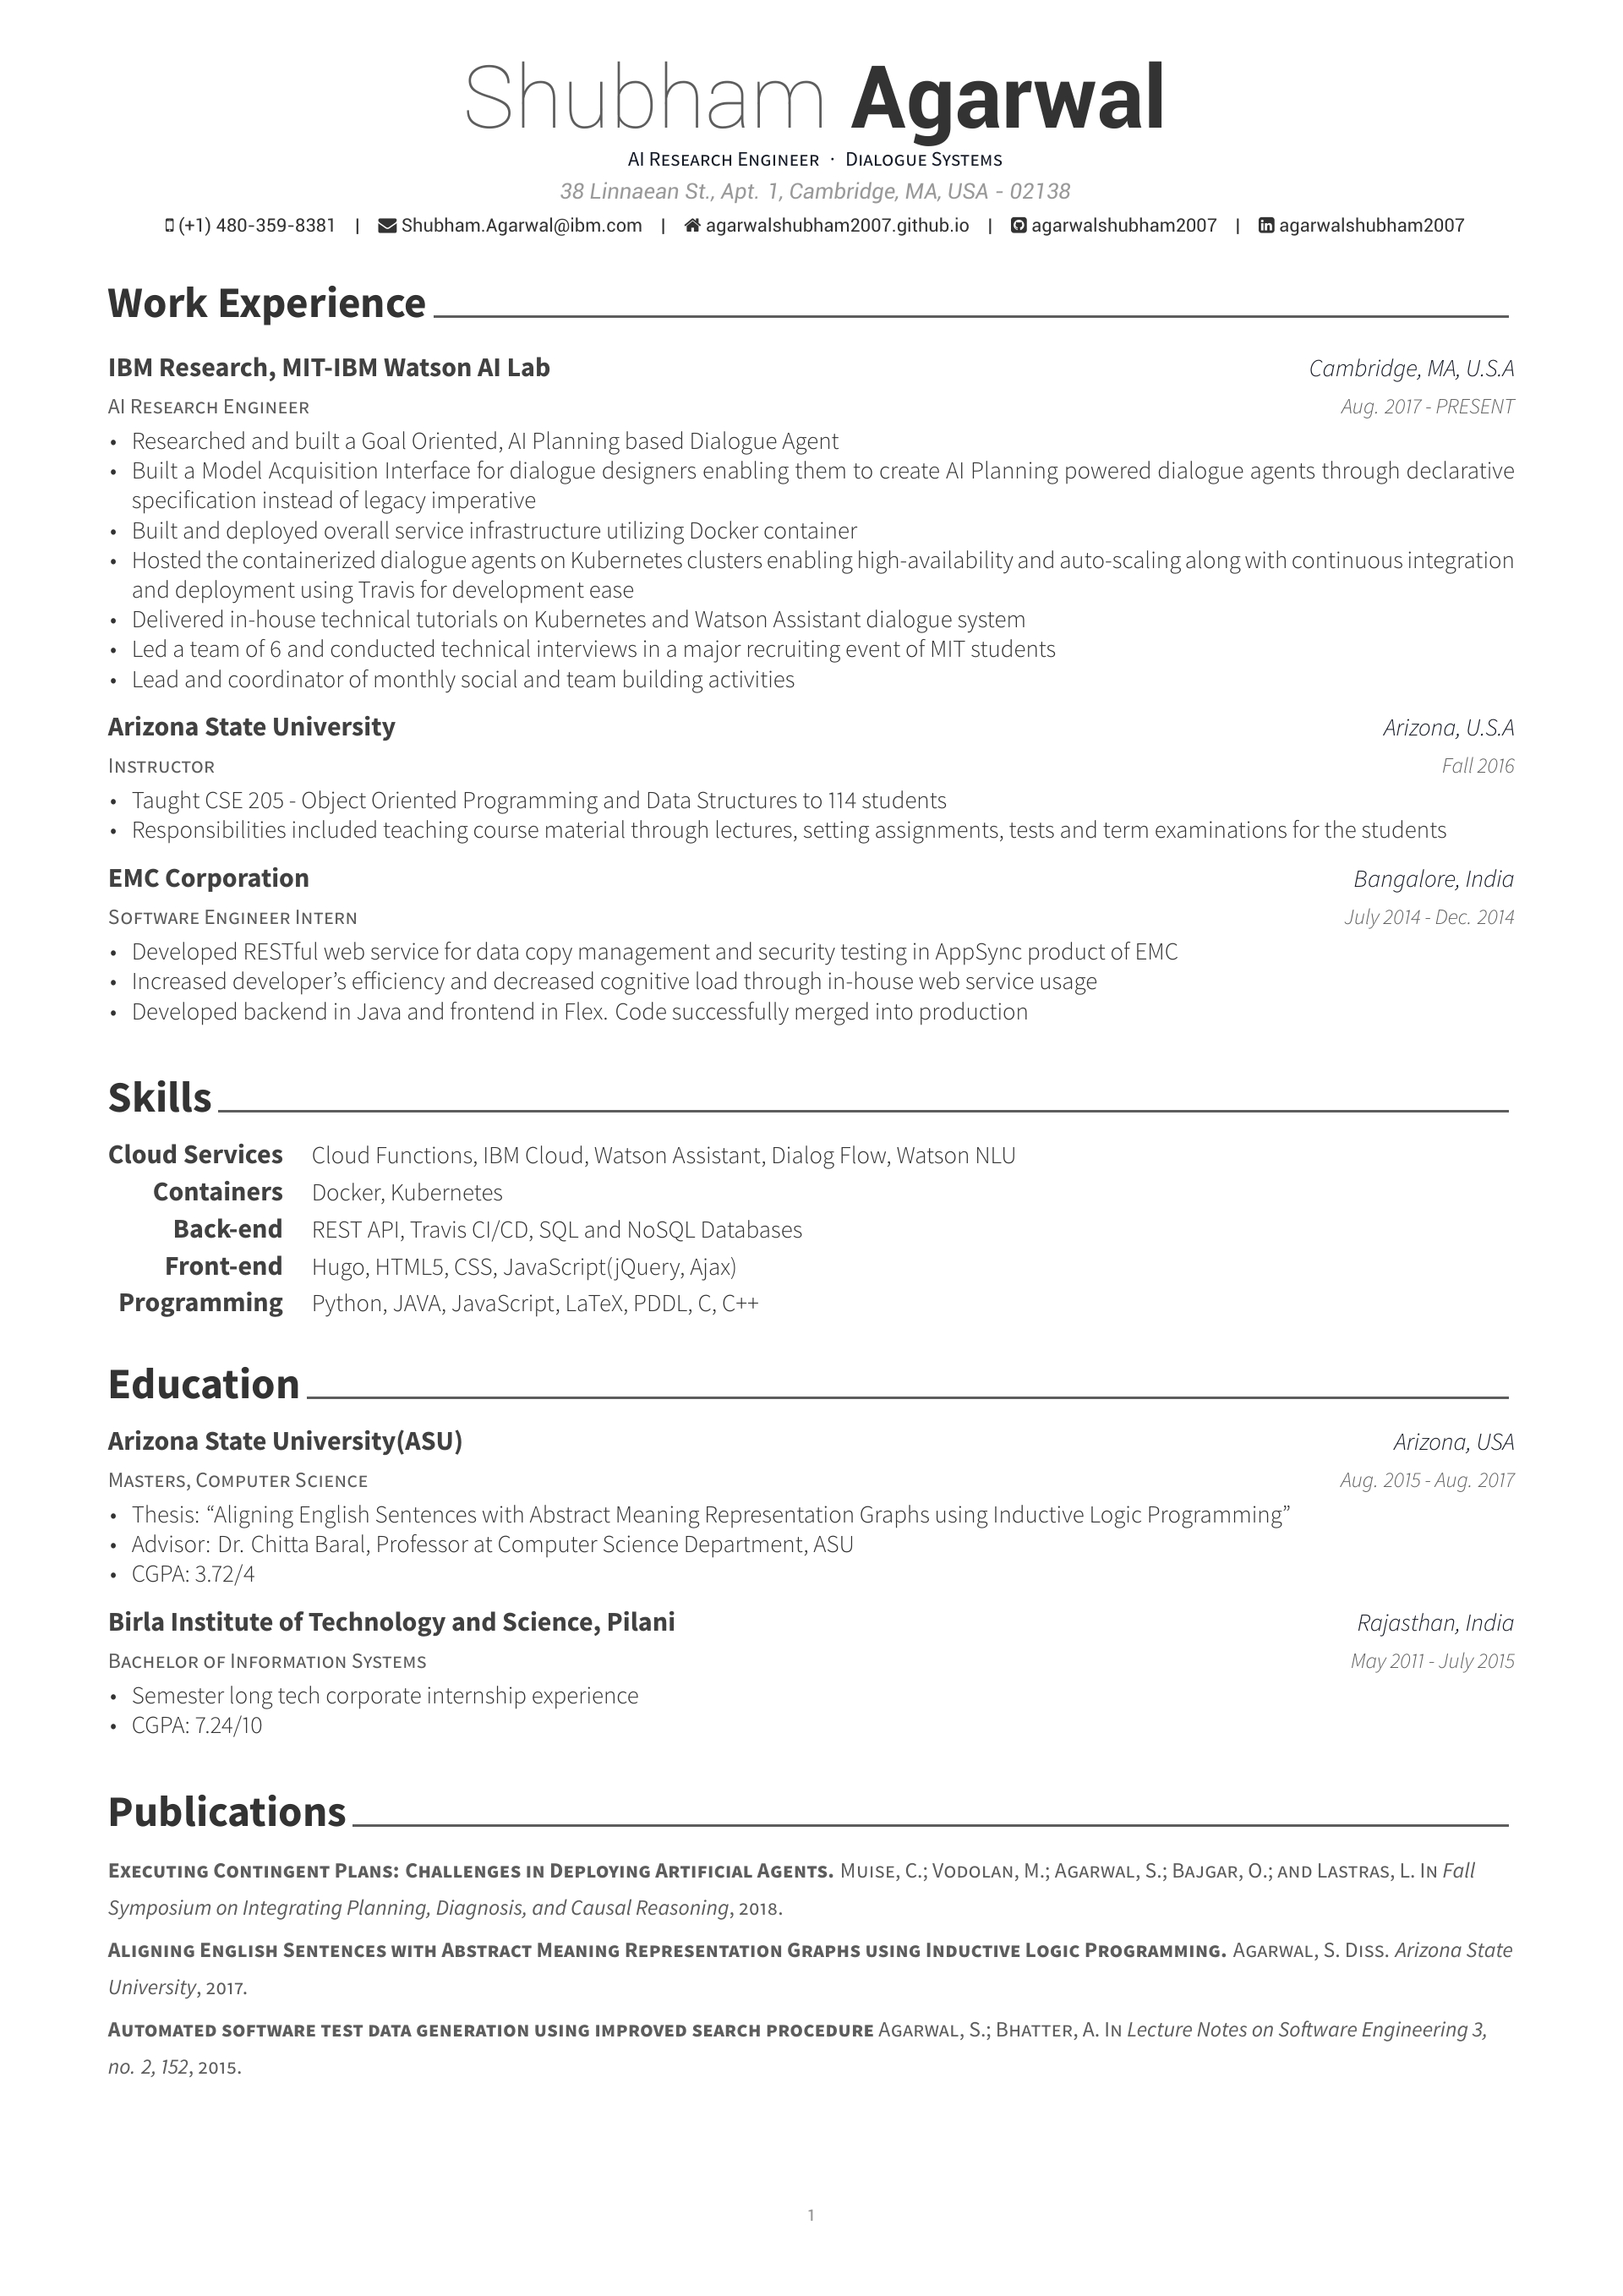 Shubham Agarwal
AI Research Engineer · Dialogue Systems
38 Linnaean St., Apt. 1, Cambridge, MA, USA - 02138
(+1) 480-359-8381 | Shubham.Agarwal@ibm.com | agarwalshubham2007.github.io | agarwalshubham2007 | agarwalshubham2007
Work Experience
IBM Research, MIT-IBM Watson AI Lab Cambridge, MA, U.S.A
AI Research Engineer Aug. 2017 - PRESENT
• Researched and built a Goal Oriented, AI Planning based Dialogue Agent
• Built a Model Acquisition Interface for dialogue designers enabling them to create AI Planning powered dialogue agents through declarative
specification instead of legacy imperative
• Built and deployed overall service infrastructure utilizing Docker container
• Hosted the containerized dialogue agents on Kubernetes clusters enabling high-availability and auto-scaling along with continuous integration
and deployment using Travis for development ease
• Delivered in-house technical tutorials on Kubernetes and Watson Assistant dialogue system
• Led a team of 6 and conducted technical interviews in a major recruiting event of MIT students
• Lead and coordinator of monthly social and team building activities
Arizona State University Arizona, U.S.A
Instructor Fall 2016
• Taught CSE 205 - Object Oriented Programming and Data Structures to 114 students
• Responsibilities included teaching course material through lectures, setting assignments, tests and term examinations for the students
EMC Corporation Bangalore, India
Software Engineer Intern July 2014 - Dec. 2014
• Developed RESTful web service for data copy management and security testing in AppSync product of EMC
• Increased developer’s efficiency and decreased cognitive load through in-house web service usage
• Developed backend in Java and frontend in Flex. Code successfully merged into production
Skills
Cloud Services Cloud Functions, IBM Cloud, Watson Assistant, Dialog Flow, Watson NLU
Containers Docker, Kubernetes
Back-end REST API, Travis CI/CD, SQL and NoSQL Databases
Front-end Hugo, HTML5, CSS, JavaScript(jQuery, Ajax)
Programming Python, JAVA, JavaScript, LaTeX, PDDL, C, C++
Education
Arizona State University(ASU) Arizona, USA
Masters, Computer Science Aug. 2015 - Aug. 2017
• Thesis: “Aligning English Sentences with Abstract Meaning Representation Graphs using Inductive Logic Programming”
• Advisor: Dr. Chitta Baral, Professor at Computer Science Department, ASU
• CGPA: 3.72/4
Birla Institute of Technology and Science, Pilani Rajasthan, India
Bachelor of Information Systems May 2011 - July 2015
• Semester long tech corporate internship experience
• CGPA: 7.24/10
Publications
Executing Contingent Plans: Challenges in Deploying Artificial Agents. Muise, C.; Vodolan, M.; Agarwal, S.; Bajgar, O.; and Lastras, L. In Fall
Symposium on Integrating Planning, Diagnosis, and Causal Reasoning, 2018.
Aligning English Sentences with Abstract Meaning Representation Graphs using Inductive Logic Programming. Agarwal, S. Diss. Arizona State
University, 2017.
Automated software test data generation using improved search procedure Agarwal, S.; Bhatter, A. In Lecture Notes on Software Engineering 3,
no. 2, 152, 2015.
1